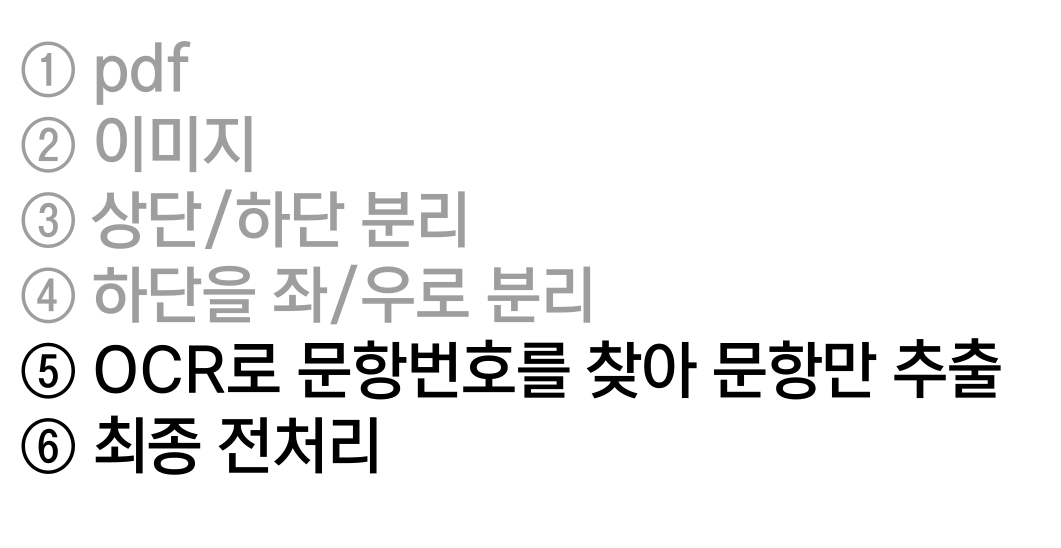 ① pdf
② 이미지
③ 상단/하단 분리
④ 하단을 좌/우로 분리
⑤ OCR로 문항번호를 찾아 문항만 추출
⑥ 최종 전처리